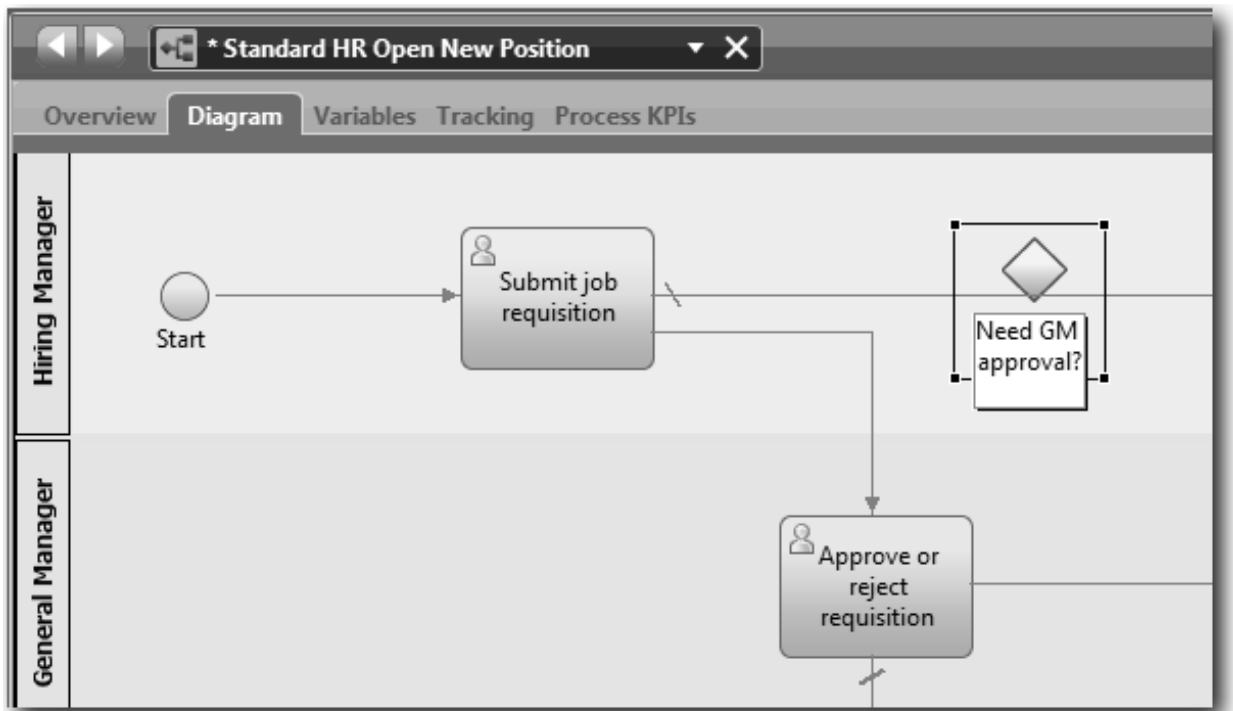 * Standard HR Open New Position
Overview Diagram Variables Tracking Process KPIs
Hiring Manager
Start
Submit job
requisition
Need GM
approval?
General Manager
Approve or
reject
requisition